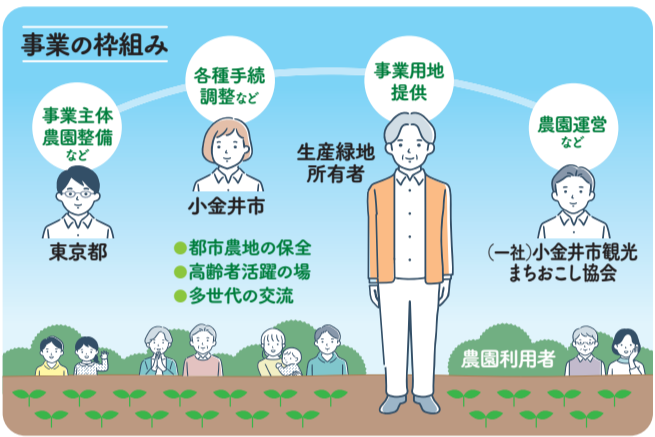 事業の枠組み
事業主体
農園整備
など
東京都
各種手続
調整など
小金井市
事業用地
提供
生産緑地
所有者
農園運営
など
(一社)小金井市観光
まちおこし協会
●都市農地の保全
●高齢者活躍の場
●多世代の交流
農園利用者